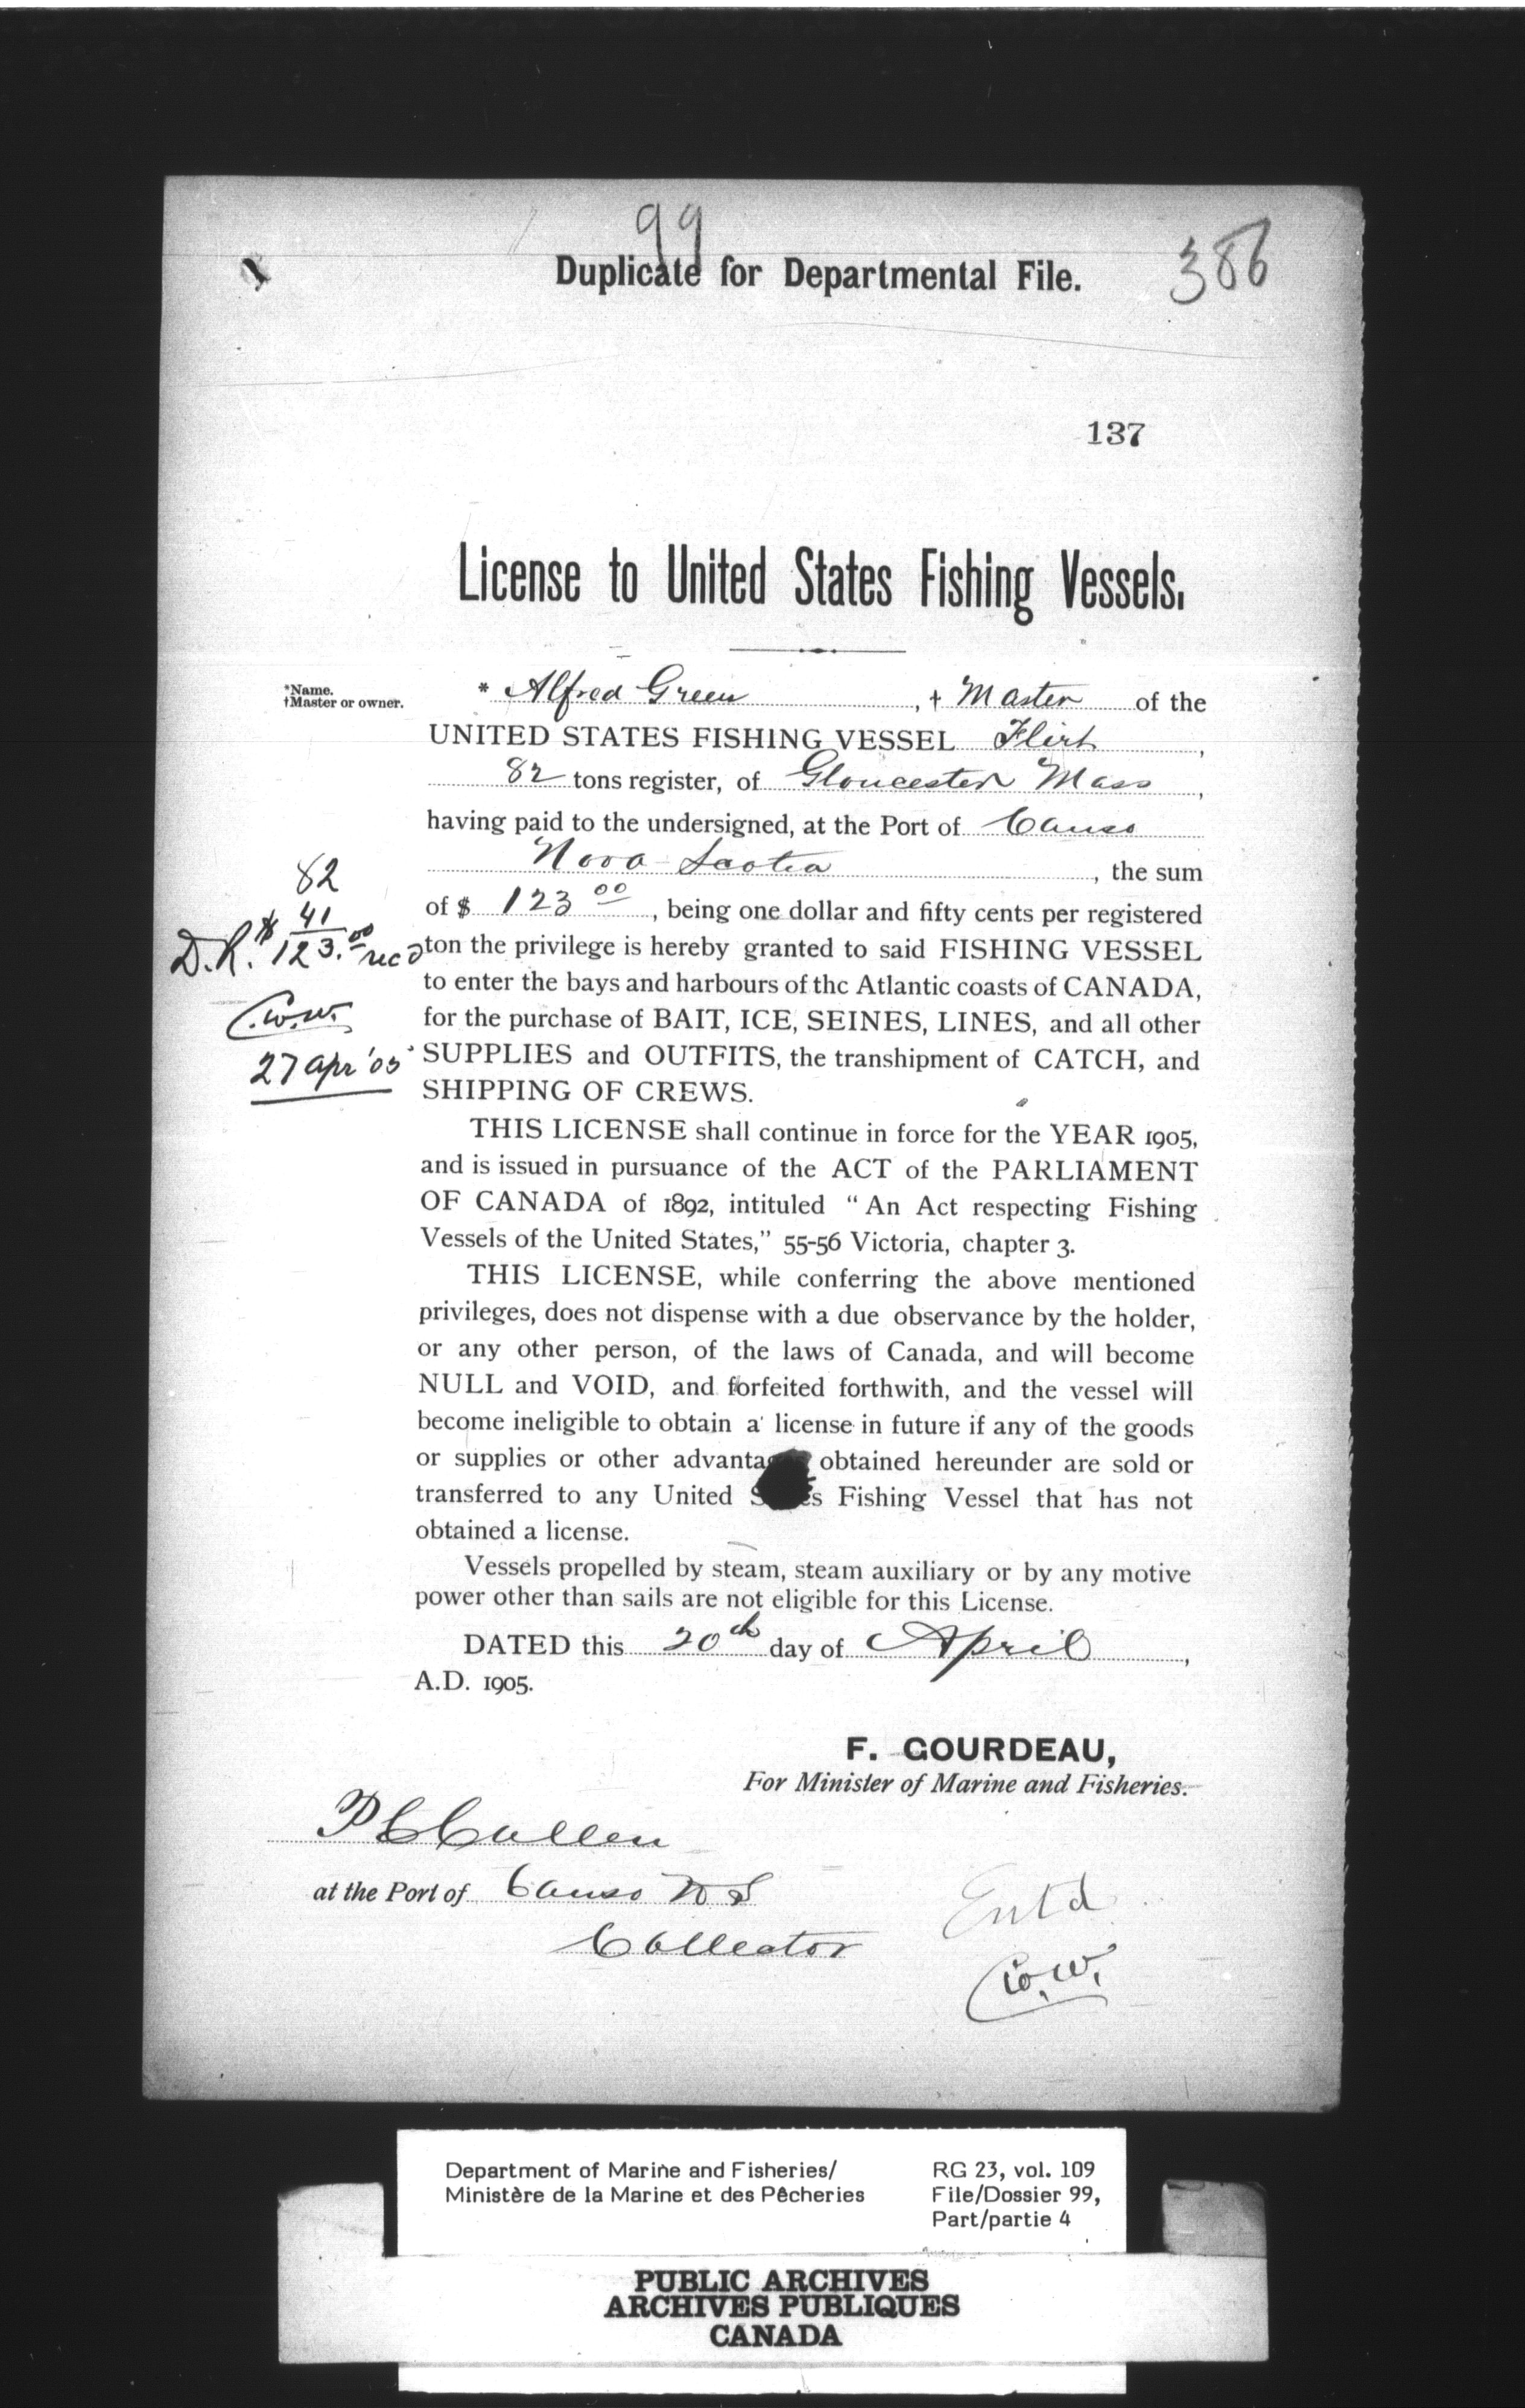 99
Duplicate for Departmental File.
386
137
License to United States Fishing Vessels.
*Name.
†Master or owner.
* Alfred Green, † Master of the
UNITED STATES FISHING VESSEL Flirt,
82 tons register, of Gloucester Mass,
having paid to the undersigned, at the Port of Canso
Nova Scotia, the sum
of $ 123 00, being one dollar and fifty cents per registered
ton the privilege is hereby granted to said FISHING VESSEL
to enter the bays and harbours of the Atlantic coasts of CANADA,
for the purchase of BAIT, ICE, SEINES, LINES, and all other
SUPPLIES and OUTFITS, the transhipment of CATCH, and
SHIPPING OF CREWS.
82
41
D.R. $123.00 recd
C.W.W.
27 Apr '05
THIS LICENSE shall continue in force for the YEAR 1905,
and is issued in pursuance of the ACT of the PARLIAMENT
OF CANADA of 1892, intituled "An Act respecting Fishing
Vessels of the United States," 55-56 Victoria, chapter 3.
THIS LICENSE, while conferring the above mentioned
privileges, does not dispense with a due observance by the holder,
or any other person, of the laws of Canada, and will become
NULL and VOID, and forfeited forthwith, and the vessel will
become ineligible to obtain a license in future if any of the goods
or supplies or other advantages obtained hereunder are sold or
transferred to any United States Fishing Vessel that has not
obtained a license.
Vessels propelled by steam, steam auxiliary or by any motive
power other than sails are not eligible for this License.
DATED this 20th day of April,
A.D. 1905.
F. GOURDEAU,
For Minister of Marine and Fisheries.
P C Cullen
at the Port of Canso N S
Collector
Entd
C.W.
Department of Marine and Fisheries/
Ministère de la Marine et des Pêcheries
RG 23, vol. 109
File/Dossier 99,
Part/partie 4
PUBLIC ARCHIVES
ARCHIVES PUBLIQUES
CANADA